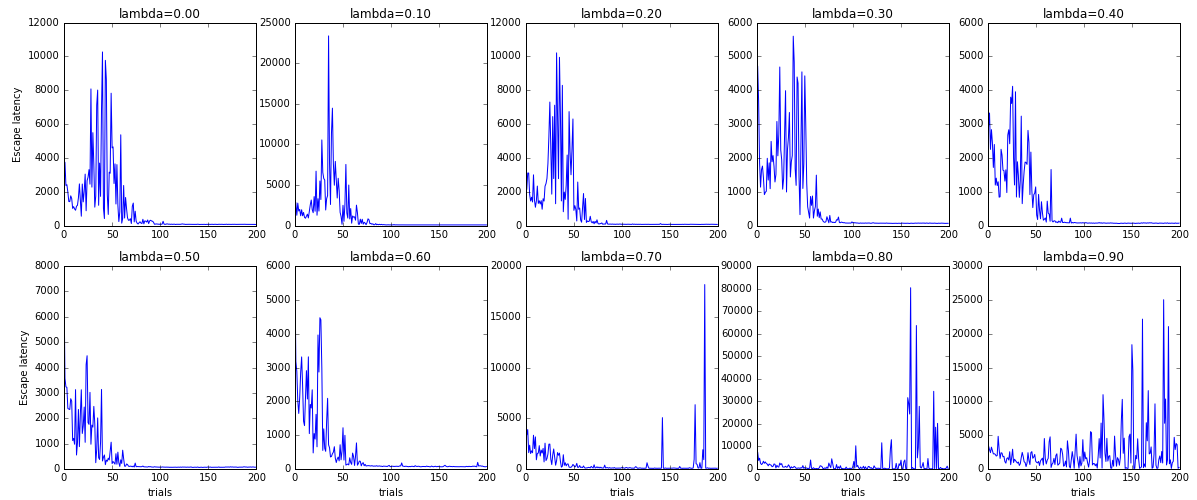 lambda=0.00 lambda=0.10 lambda=0.20 lambda=0.30 lambda=0.40
12000 25000 12000 6000 6000
10000 20000 10000 5000 5000
8000 15000 8000 4000 4000
6000 6000 3000 3000
4000 10000 4000 2000 2000
2000 5000 2000 1000 1000
0 0 0 0 0
Escape latency
0 50 100 150 200 0 50 100 150 200 0 50 100 150 200 0 50 100 150 200 0 50 100 150 200
lambda=0.50 lambda=0.60 lambda=0.70 lambda=0.80 lambda=0.90
8000 6000 20000 90000 30000
7000 5000 15000 80000 25000
6000 4000 10000 70000 20000
5000 3000 5000 60000 15000
4000 2000 0 50000 10000
3000 1000 40000 5000
2000 0 30000 0
1000 20000
0 10000
0
Escape latency
0 50 100 150 200 0 50 100 150 200 0 50 100 150 200 0 50 100 150 200 0 50 100 150 200
trials trials trials trials trials